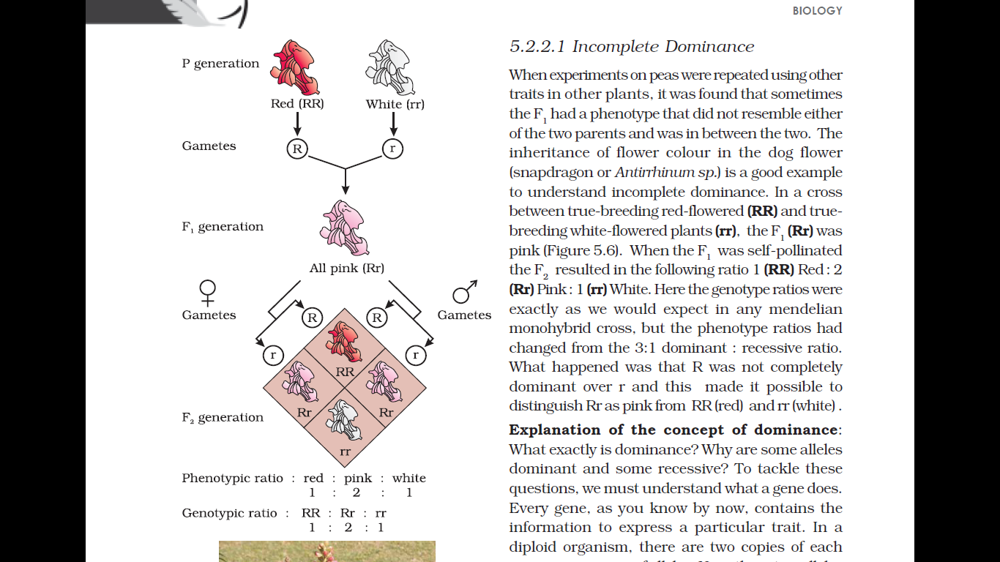 BIOLOGY
P generation
Red (RR) White (rr)
Gametes R r
F1 generation
All pink (Rr)
♀ ♂
Gametes Gametes
R R
r r
RR
Rr Rr
F2 generation
rr
Phenotypic ratio : red : pink : white
1 : 2 : 1
Genotypic ratio : RR : Rr : rr
1 : 2 : 1
5.2.2.1 Incomplete Dominance
When experiments on peas were repeated using other
traits in other plants, it was found that sometimes
the F1 had a phenotype that did not resemble either
of the two parents and was in between the two. The
inheritance of flower colour in the dog flower
(snapdragon or Antirrhinum sp.) is a good example
to understand incomplete dominance. In a cross
between true-breeding red-flowered (RR) and true-
breeding white-flowered plants (rr), the F1 (Rr) was
pink (Figure 5.6). When the F1 was self-pollinated
the F2 resulted in the following ratio 1 (RR) Red : 2
(Rr) Pink : 1 (rr) White. Here the genotype ratios were
exactly as we would expect in any mendelian
monohybrid cross, but the phenotype ratios had
changed from the 3:1 dominant : recessive ratio.
What happened was that R was not completely
dominant over r and this made it possible to
distinguish Rr as pink from RR (red) and rr (white) .
Explanation of the concept of dominance:
What exactly is dominance? Why are some alleles
dominant and some recessive? To tackle these
questions, we must understand what a gene does.
Every gene, as you know by now, contains the
information to express a particular trait. In a
diploid organism, there are two copies of each